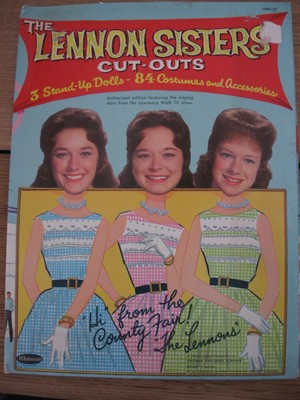 THE
LENNON SISTERS
CUT-OUTS
3 Stand-Up Dolls - 84 Costumes and Accessories
Authorized edition featuring the singing
stars from the Lawrence Welk TV show
'Hi' from the
County Fair!
The Lennons
Whitman